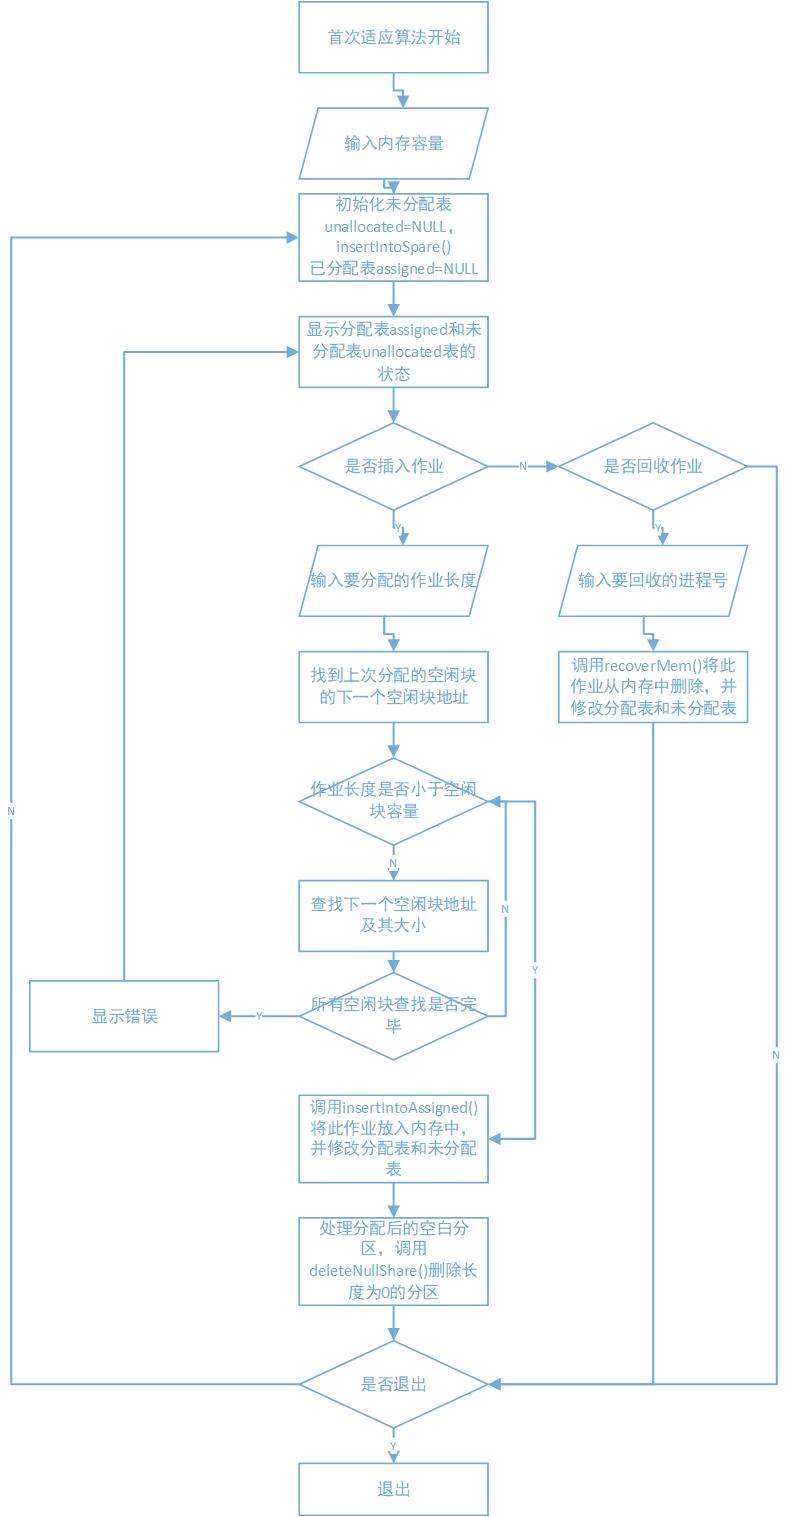 首次适应算法开始
输入内存容量
初始化未分配表
unallocated=NULL，
insertIntoSpare()
已分配表assigned=NULL
显示分配表assigned和未
分配表unallocated表的
状态
是否插入作业
N
是否回收作业
Y
Y
输入要分配的作业长度
输入要回收的进程号
找到上次分配的空闲块
的下一个空闲块地址
调用recoverMem()将此
作业从内存中删除，并
修改分配表和未分配表
作业长度是否小于空闲
块容量
N
N
查找下一个空闲块地址
及其大小
N
Y
所有空闲块查找是否完
毕
Y
显示错误
N
调用insertIntoAssigned()
将此作业放入内存中，
并修改分配表和未分配
表
处理分配后的空白分
区，调用
deleteNullShare()删除长
度为0的分区
是否退出
Y
退出